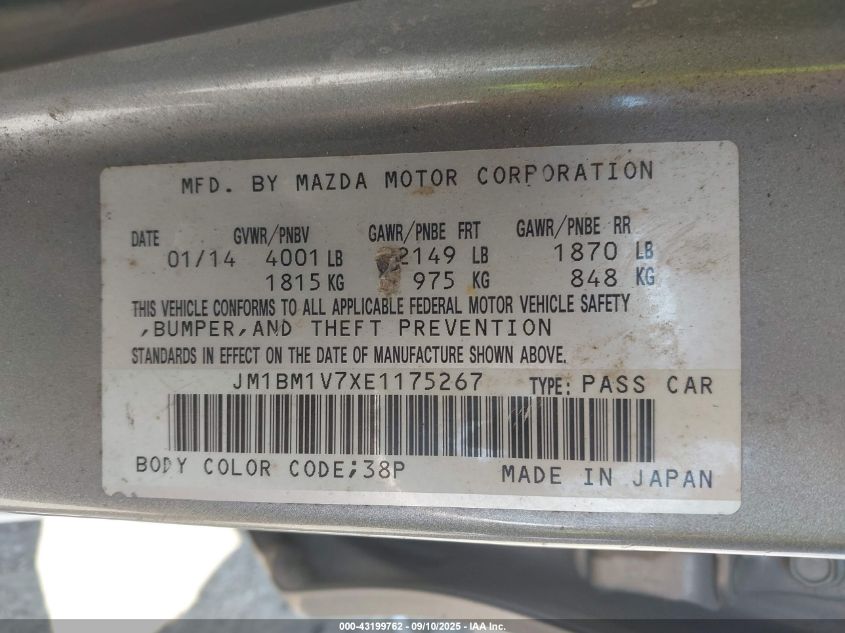 MFD. BY MAZDA MOTOR CORPORATION
DATE GVWR/PNBV GAWR/PNBE FRT GAWR/PNBE RR
01/14 4001 LB 2149 LB 1870 LB
1815 KG 975 KG 848 KG
THIS VEHICLE CONFORMS TO ALL APPLICABLE FEDERAL MOTOR VEHICLE SAFETY
,BUMPER,AND THEFT PREVENTION
STANDARDS IN EFFECT ON THE DATE OF MANUFACTURE SHOWN ABOVE.
JM1BM1V7XE1175267 TYPE: PASS CAR
BODY COLOR CODE;38P MADE IN JAPAN
000-43199762 - 09/10/2025 - IAA Inc.